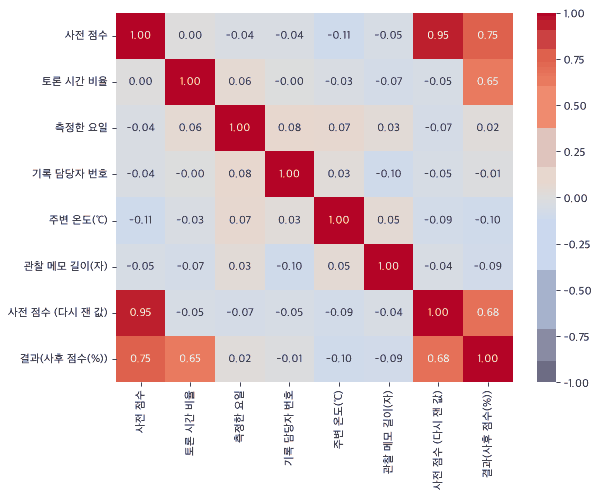 사전 점수 1.00 0.00 -0.04 -0.04 -0.11 -0.05 0.95 0.75
토론 시간 비율 0.00 1.00 0.06 -0.00 -0.03 -0.07 -0.05 0.65
측정한 요일 -0.04 0.06 1.00 0.08 0.07 0.03 -0.07 0.02
기록 담당자 번호 -0.04 -0.00 0.08 1.00 0.03 -0.10 -0.05 -0.01
주변 온도(℃) -0.11 -0.03 0.07 0.03 1.00 0.05 -0.09 -0.10
관찰 메모 길이(자) -0.05 -0.07 0.03 -0.10 0.05 1.00 -0.04 -0.09
사전 점수 (다시 잰 값) 0.95 -0.05 -0.07 -0.05 -0.09 -0.04 1.00 0.68
결과(사후 점수(%)) 0.75 0.65 0.02 -0.01 -0.10 -0.09 0.68 1.00
사전 점수
토론 시간 비율
측정한 요일
기록 담당자 번호
주변 온도(℃)
관찰 메모 길이(자)
사전 점수 (다시 잰 값)
결과(사후 점수(%))
1.00
0.75
0.50
0.25
0.00
-0.25
-0.50
-0.75
-1.00